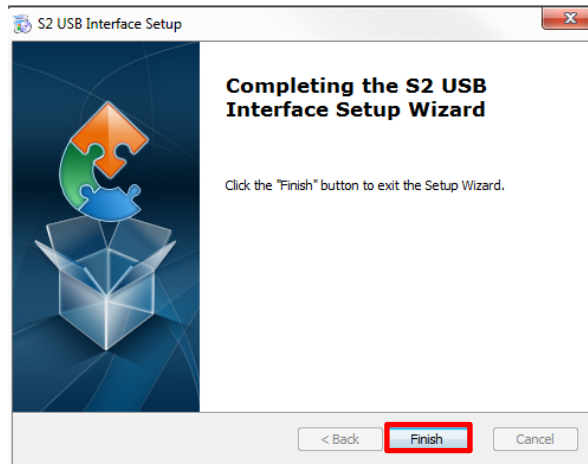 S2 USB Interface Setup
Completing the S2 USB
Interface Setup Wizard
Click the "Finish" button to exit the Setup Wizard.
< Back
Finish
Cancel